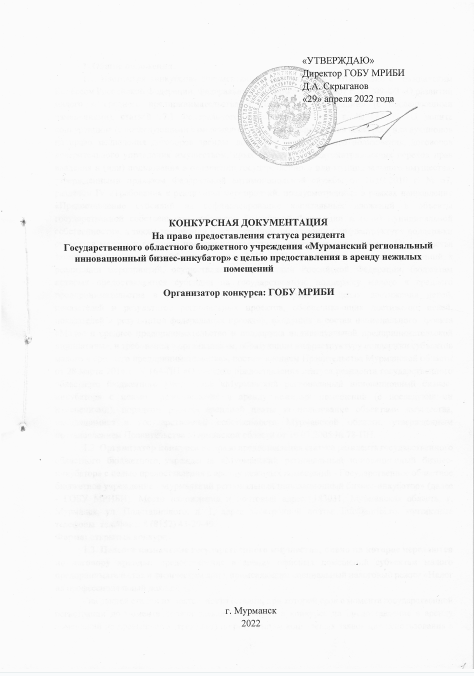 «УТВЕРЖДАЮ»
Директор ГОБУ МРИБИ
Д.А. Скрыганов
«29» апреля 2022 года
КОНКУРСНАЯ ДОКУМЕНТАЦИЯ
На право предоставления статуса резидента
Государственного областного бюджетного учреждения «Мурманский региональный
инновационный бизнес-инкубатор» с целью предоставления в аренду нежилых
помещений
Организатор конкурса: ГОБУ МРИБИ
г. Мурманск
2022